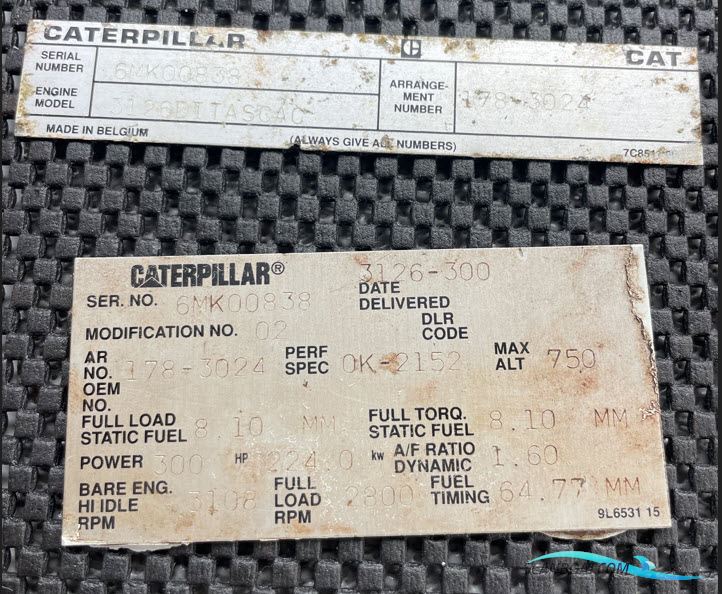 CATERPILLAR
CAT
SERIAL NUMBER 6MK00838
ENGINE MODEL DITTASCAC
ARRANGE-
MENT
NUMBER 178-3024
MADE IN BELGIUM
(ALWAYS GIVE ALL NUMBERS)
CATERPILLAR® 3126-300
SER. NO. 6MK00838
DATE
DELIVERED
MODIFICATION NO. 02
DLR
CODE
AR
NO. 178-3024
PERF
SPEC 0K-2152
MAX
ALT 750
OEM
NO.
FULL LOAD
STATIC FUEL 8.10 MM
FULL TORQ.
STATIC FUEL 8.10 MM
POWER 300 HP 224.0 kW
A/F RATIO
DYNAMIC 1.60
BARE ENG.
HI IDLE
RPM 3108
FULL
LOAD
RPM 2800
FUEL
TIMING 64.77 MM
9L6531 15